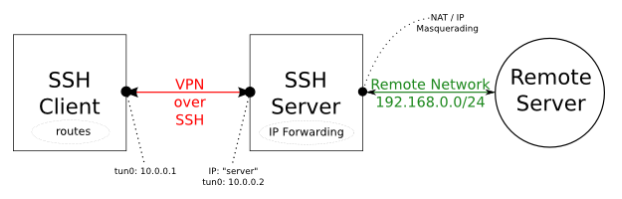 NAT / IP
Masquerading
SSH
Client
routes
VPN
over
SSH
SSH
Server
IP Forwarding
Remote Network
192.168.0.0/24
Remote
Server
tun0: 10.0.0.1
IP: "server"
tun0: 10.0.0.2